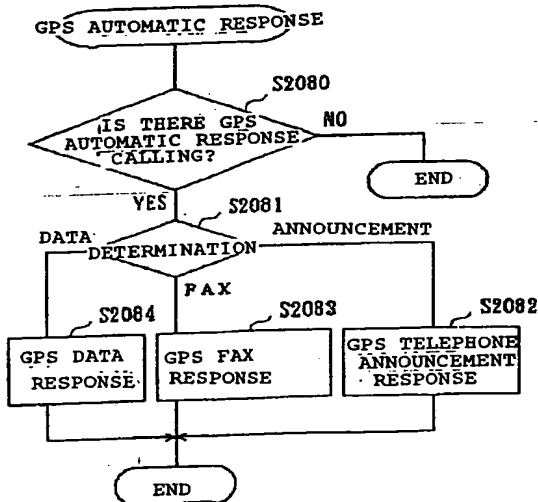 GPS AUTOMATIC RESPONSE
S2080
IS THERE GPS
AUTOMATIC RESPONSE
CALLING?
NO
END
YES
S2081
DATA
DETERMINATION
ANNOUNCEMENT
FAX
S2084
S2083
S2082
GPS DATA
RESPONSE
GPS FAX
RESPONSE
GPS TELEPHONE
ANNOUNCEMENT
RESPONSE
END